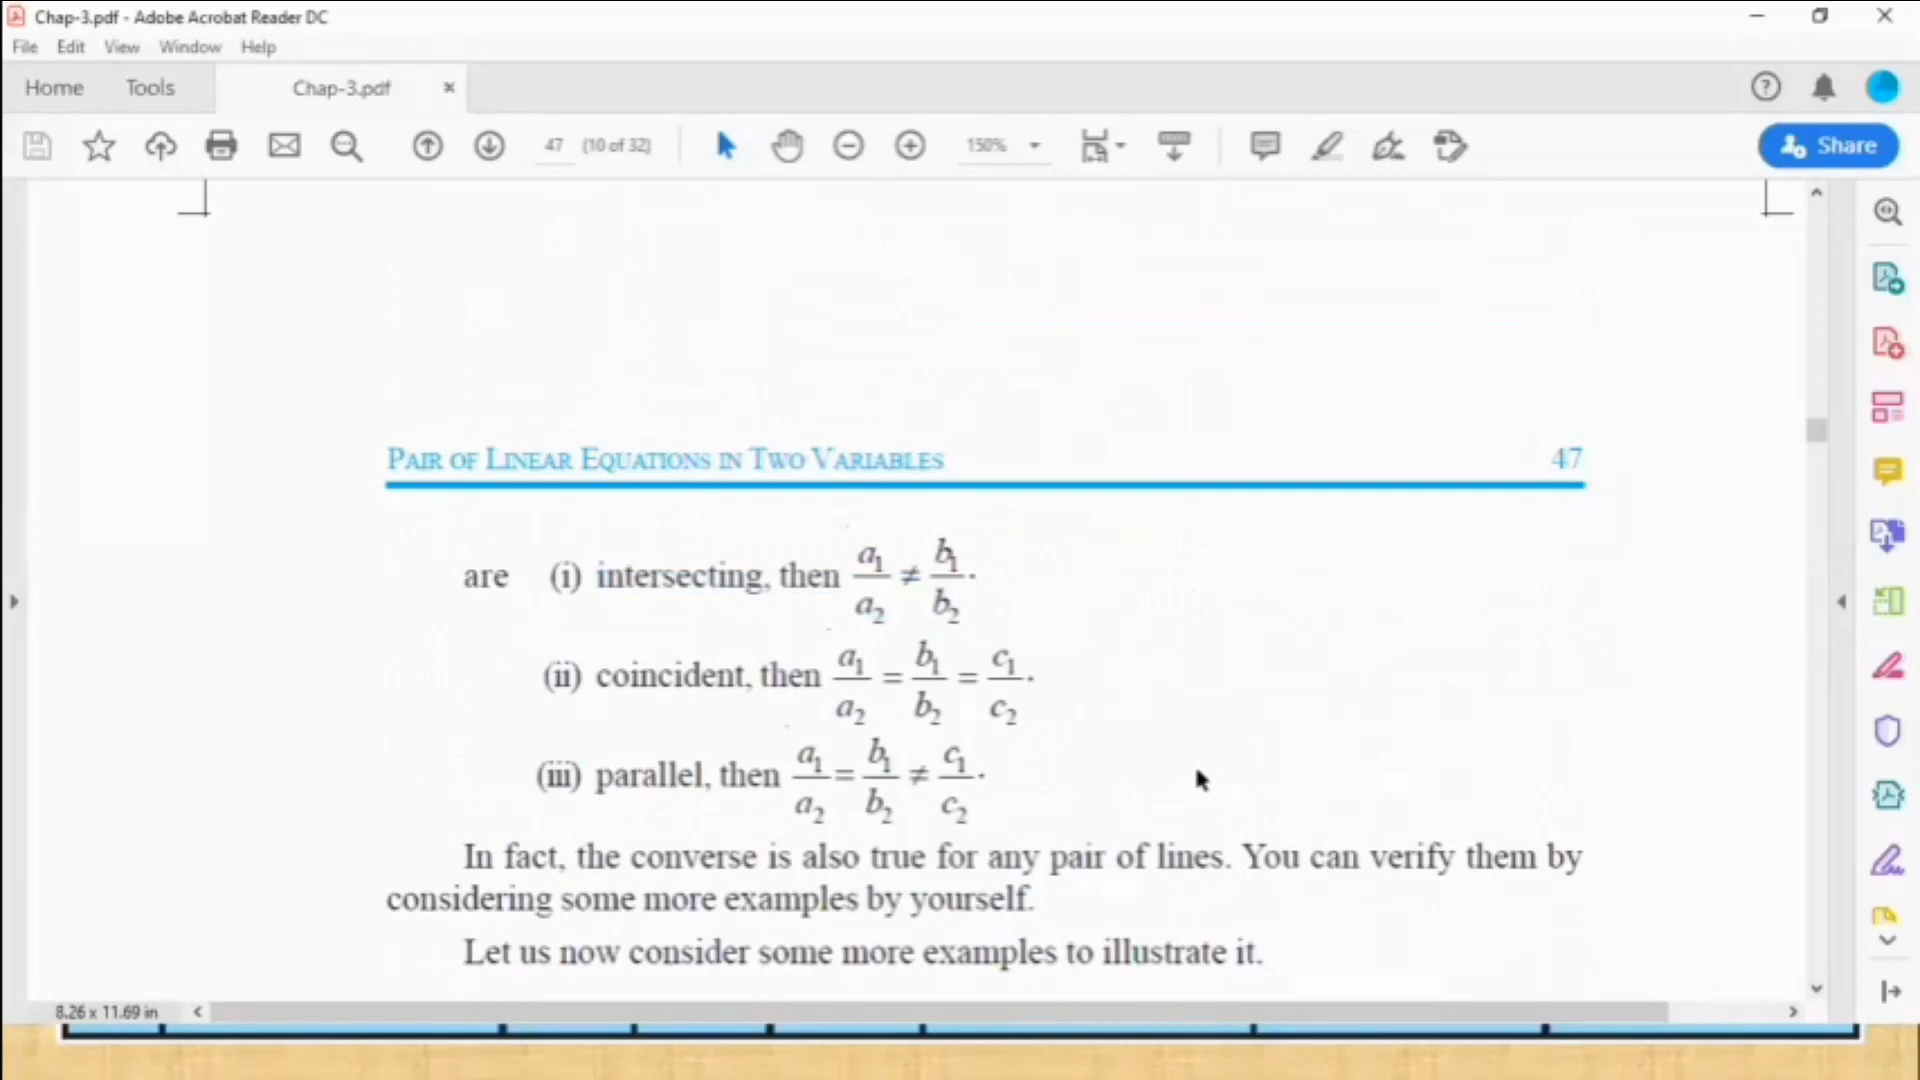 Chap-3.pdf - Adobe Acrobat Reader DC
File Edit View Window Help
Home Tools Chap-3.pdf
47 (10 of 32) 150% Share
PAIR OF LINEAR EQUATIONS IN TWO VARIABLES 47
are (i) intersecting, then a₁/a₂ ≠ b₁/b₂.
(ii) coincident, then a₁/a₂ = b₁/b₂ = c₁/c₂.
(iii) parallel, then a₁/a₂ = b₁/b₂ ≠ c₁/c₂.
In fact, the converse is also true for any pair of lines. You can verify them by
considering some more examples by yourself.
Let us now consider some more examples to illustrate it.
8.26 x 11.69 in